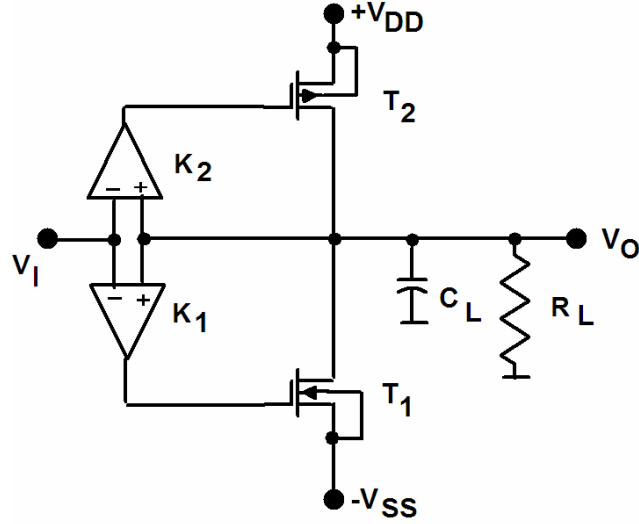 +VDD
T2
K2
− +
VI
VO
− +
K1
CL
RL
T1
-VSS